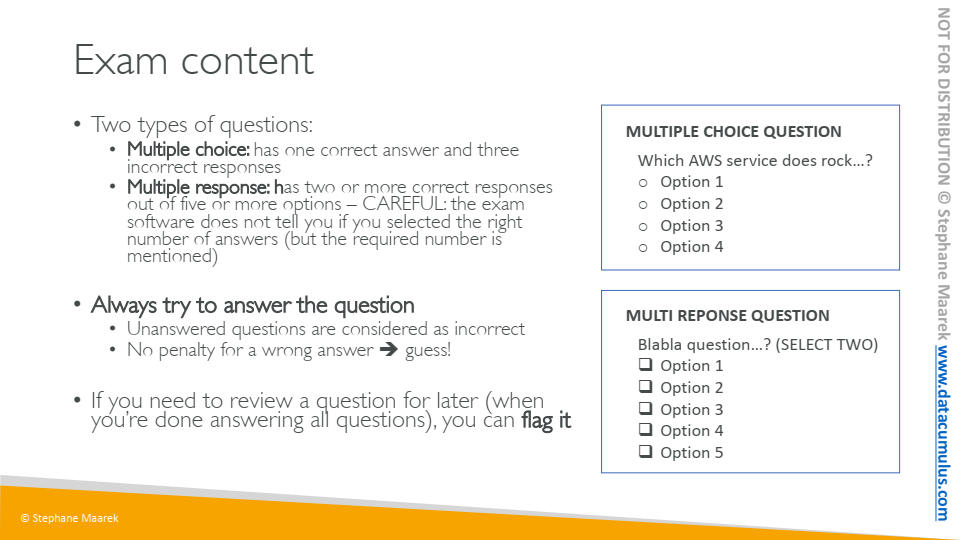 Exam content
• Two types of questions:
• Multiple choice: has one correct answer and three
incorrect responses
• Multiple response: has two or more correct responses
out of five or more options – CAREFUL: the exam
software does not tell you if you selected the right
number of answers (but the required number is
mentioned)
• Always try to answer the question
• Unanswered questions are considered as incorrect
• No penalty for a wrong answer ➔ guess!
• If you need to review a question for later (when
you're done answering all questions), you can flag it
MULTIPLE CHOICE QUESTION
Which AWS service does rock…?
o Option 1
o Option 2
o Option 3
o Option 4
MULTI REPONSE QUESTION
Blabla question…? (SELECT TWO)
❑ Option 1
❑ Option 2
❑ Option 3
❑ Option 4
❑ Option 5
© Stephane Maarek
NOT FOR DISTRIBUTION © Stephane Maarek www.datacumulus.com